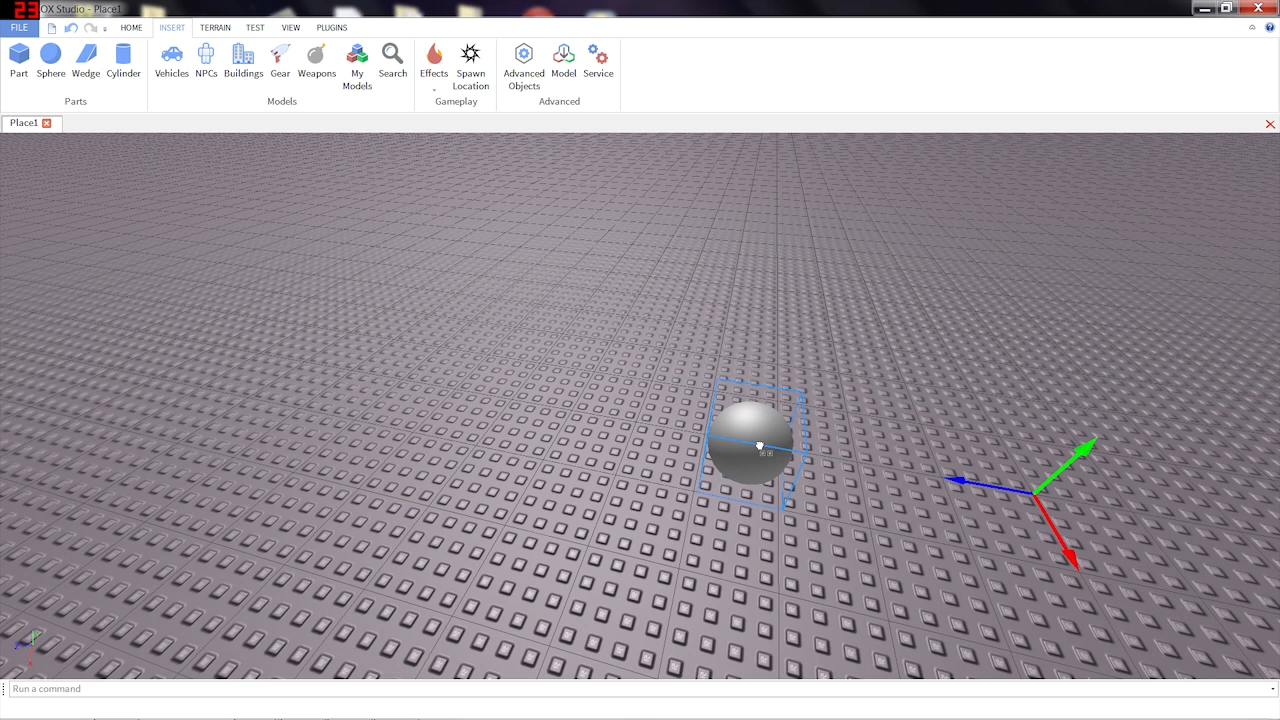 23
OX Studio - Place1
FILE HOME INSERT TERRAIN TEST VIEW PLUGINS
Part Sphere Wedge Cylinder Vehicles NPCs Buildings Gear Weapons My Models Search Effects Spawn Location Advanced Objects Model Service
Parts Models Gameplay Advanced
Place1
Run a command